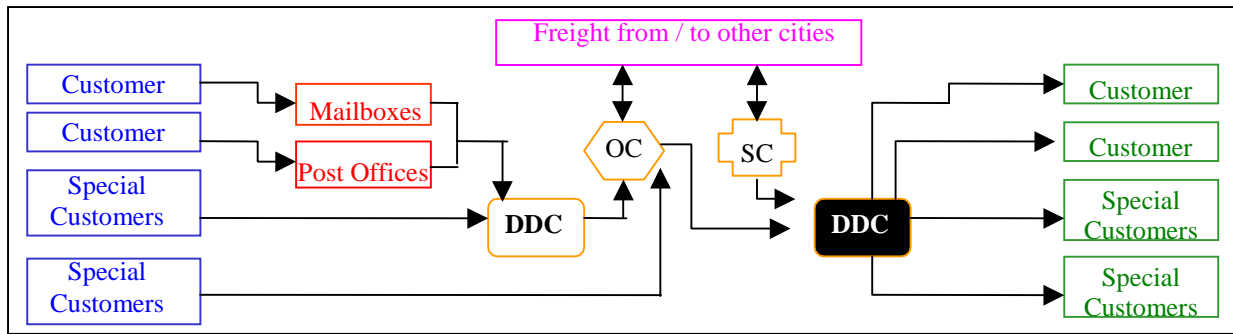 Freight from / to other cities
Customer
Mailboxes
Customer
Post Offices
Special
Customers
DDC
Special
Customers
OC
SC
DDC
Customer
Customer
Special
Customers
Special
Customers